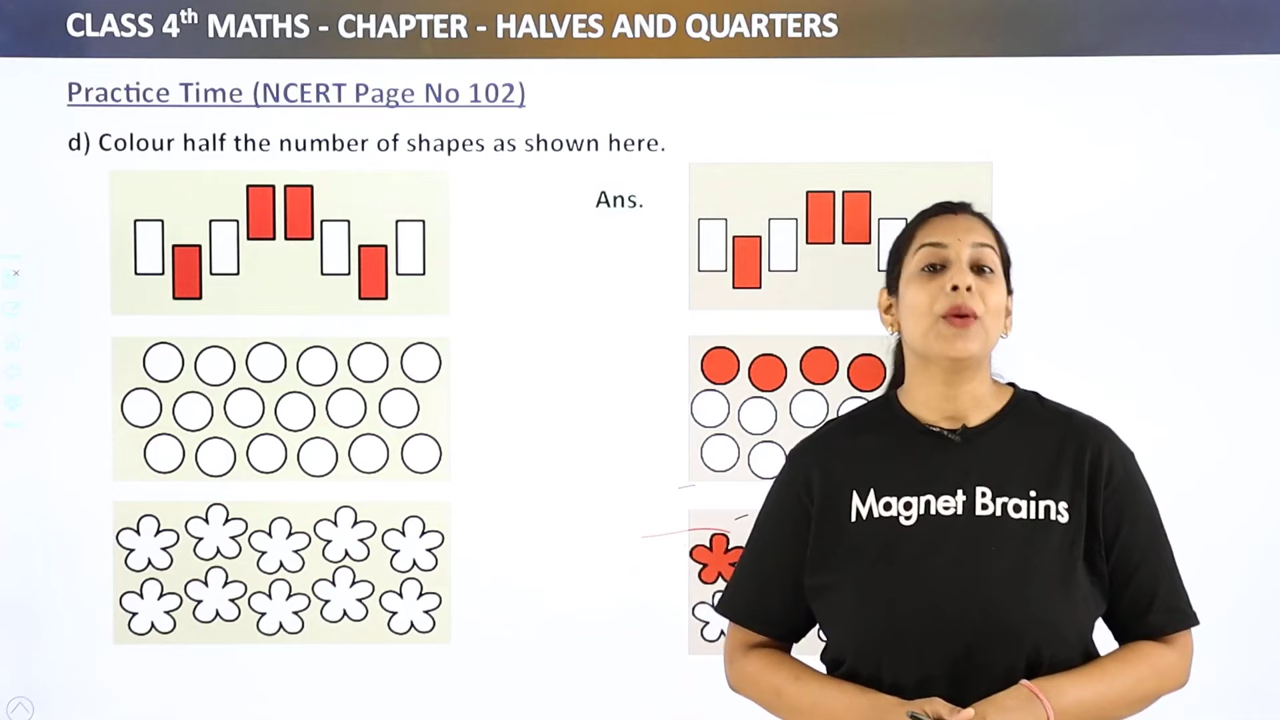 CLASS 4th MATHS - CHAPTER - HALVES AND QUARTERS
Practice Time (NCERT Page No 102)
d) Colour half the number of shapes as shown here.
Ans.
Magnet Brains